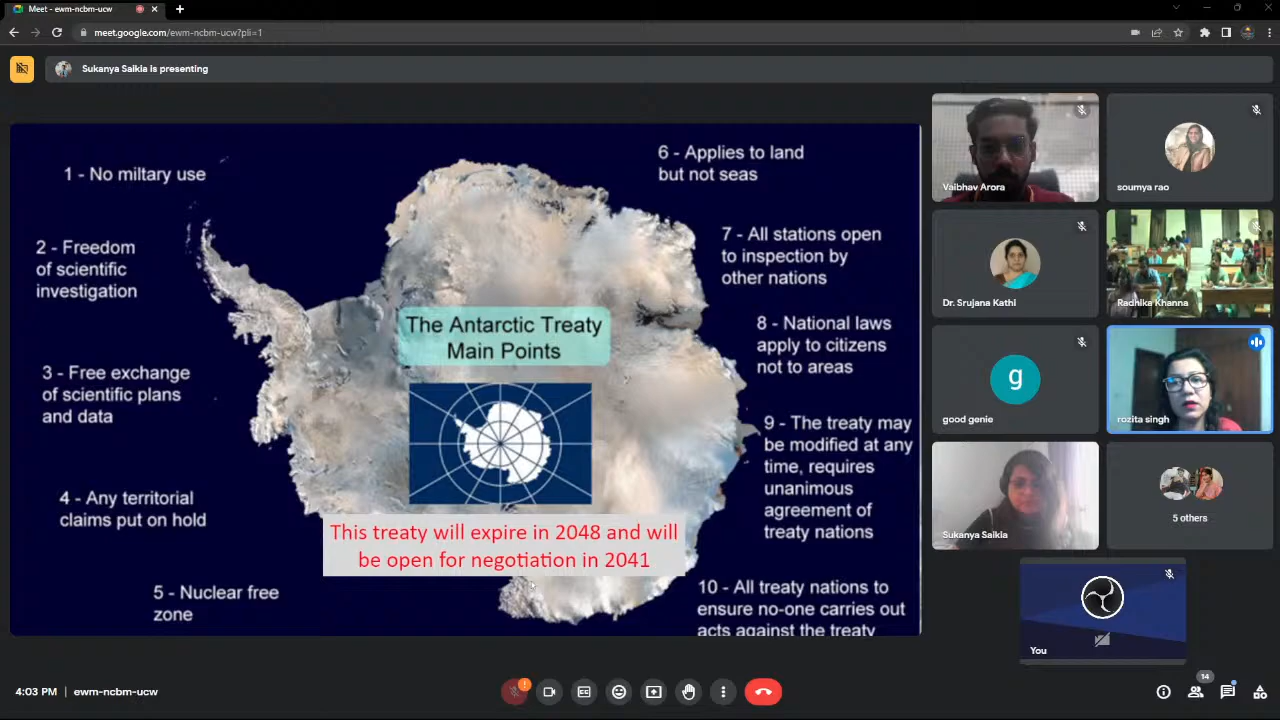 Meet - ewm-ncbm-ucw
meet.google.com/ewm-ncbm-ucw?pli=1
Sukanya Saikia is presenting
1 - No miltary use
2 - Freedom
of scientific
investigation
3 - Free exchange
of scientific plans
and data
4 - Any territorial
claims put on hold
5 - Nuclear free
zone
The Antarctic Treaty
Main Points
This treaty will expire in 2048 and will
be open for negotiation in 2041
6 - Applies to land
but not seas
7 - All stations open
to inspection by
other nations
8 - National laws
apply to citizens
not to areas
9 - The treaty may
be modified at any
time, requires
unanimous
agreement of
treaty nations
10 - All treaty nations to
ensure no-one carries out
acts against the treaty
Vaibhav Arora
soumya rao
Dr. Srujana Kathi
Radhika Khanna
g
good genie
rozita singh
Sukanya Saikia
5 others
You
4:03 PM | ewm-ncbm-ucw
14